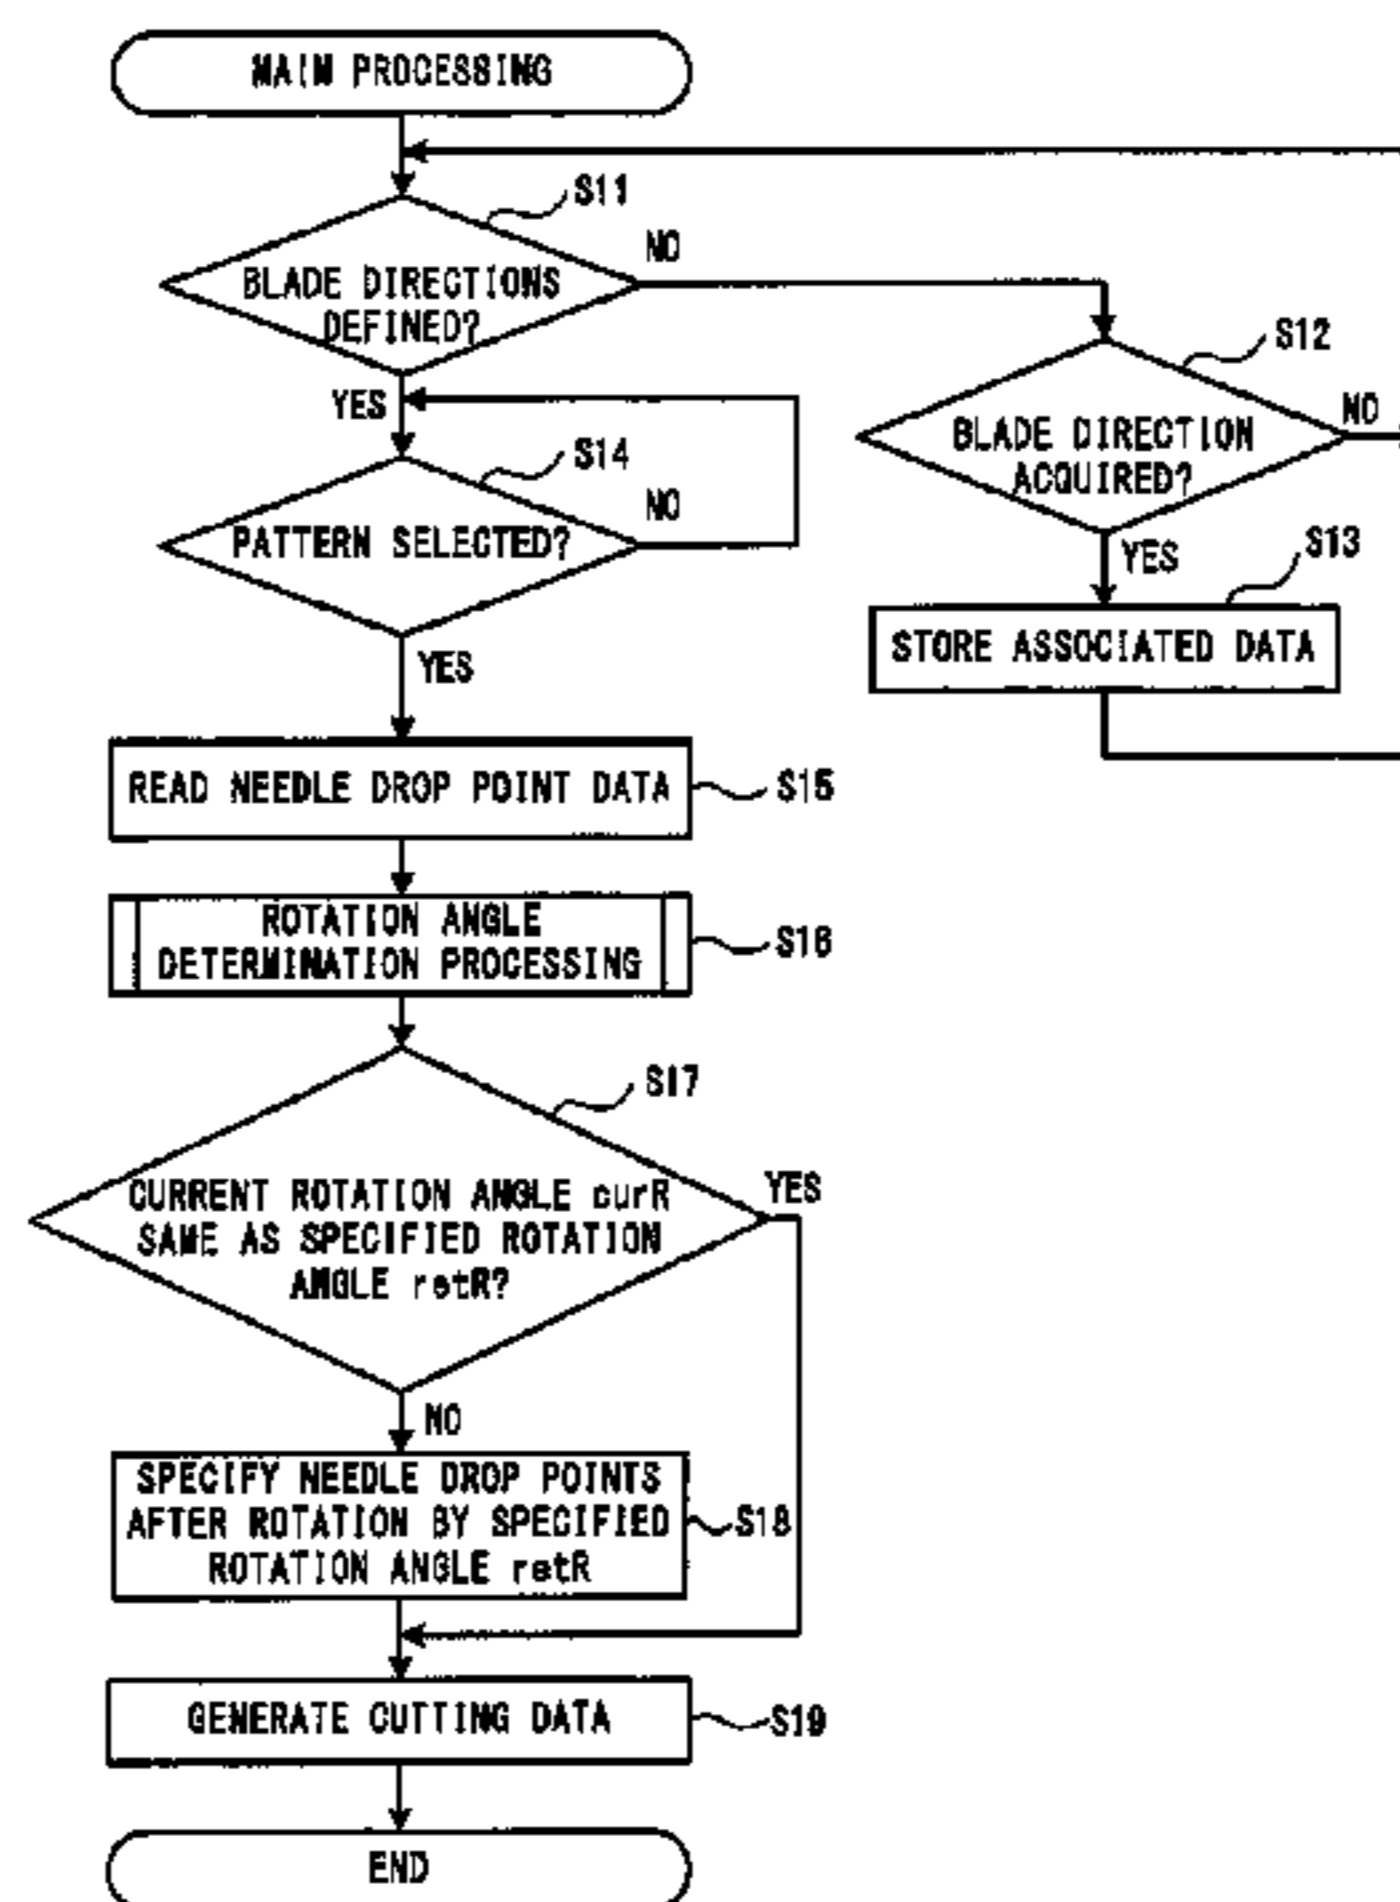 MAIN PROCESSING
S11
BLADE DIRECTIONS
DEFINED?
NO
YES
S12
BLADE DIRECTION
ACQUIRED?
NO
YES
S13
STORE ASSOCIATED DATA
S14
PATTERN SELECTED?
NO
YES
READ NEEDLE DROP POINT DATA
S15
ROTATION ANGLE
DETERMINATION PROCESSING
S16
S17
CURRENT ROTATION ANGLE curR
SAME AS SPECIFIED ROTATION
ANGLE retR?
YES
NO
SPECIFY NEEDLE DROP POINTS
AFTER ROTATION BY SPECIFIED
ROTATION ANGLE retR
S18
GENERATE CUTTING DATA
S19
END